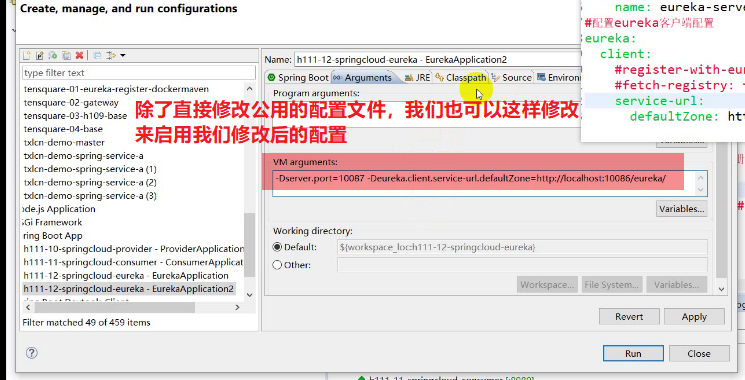 Create, manage, and run configurations
name: eureka-serv
#配置eureka客户端配置
eureka:
client:
#register-with-eu
#fetch-registry: t
service-url:
defaultZone: htt
type filter text
tensquare-01-eureka-register-dockermaven
tensquare-02-gateway
tensquare-03-h109-base
tensquare-04-base
txlcn-demo-master
txlcn-demo-spring-service-a
txlcn-demo-spring-service-a (1)
txlcn-demo-spring-service-a (2)
txlcn-demo-spring-service-a (3)
ode.js Application
Gi Framework
ring Boot App
h111-10-springcloud-provider - ProviderApplication
h111-11-springcloud-consumer - ConsumerApplicat
h111-12-springcloud-eureka - EurekaApplication
h111-12-springcloud-eureka - EurekaApplication2
Filter matched 49 of 459 items
Name: h111-12-springcloud-eureka - EurekaApplication2
Spring Boot Arguments JRE Classpath Source Environ
Program arguments:
除了直接修改公用的配置文件，我们也可以这样修改
来启用我们修改后的配置
VM arguments:
-Dserver.port=10087 -Deureka.client.service-url.defaultZone=http://localhost:10086/eureka/
Variables...
Working directory:
Default: ${workspace_loc:h111-12-springcloud-eureka}
Other:
Workspace... File System... Variables...
Revert Apply
Run Close